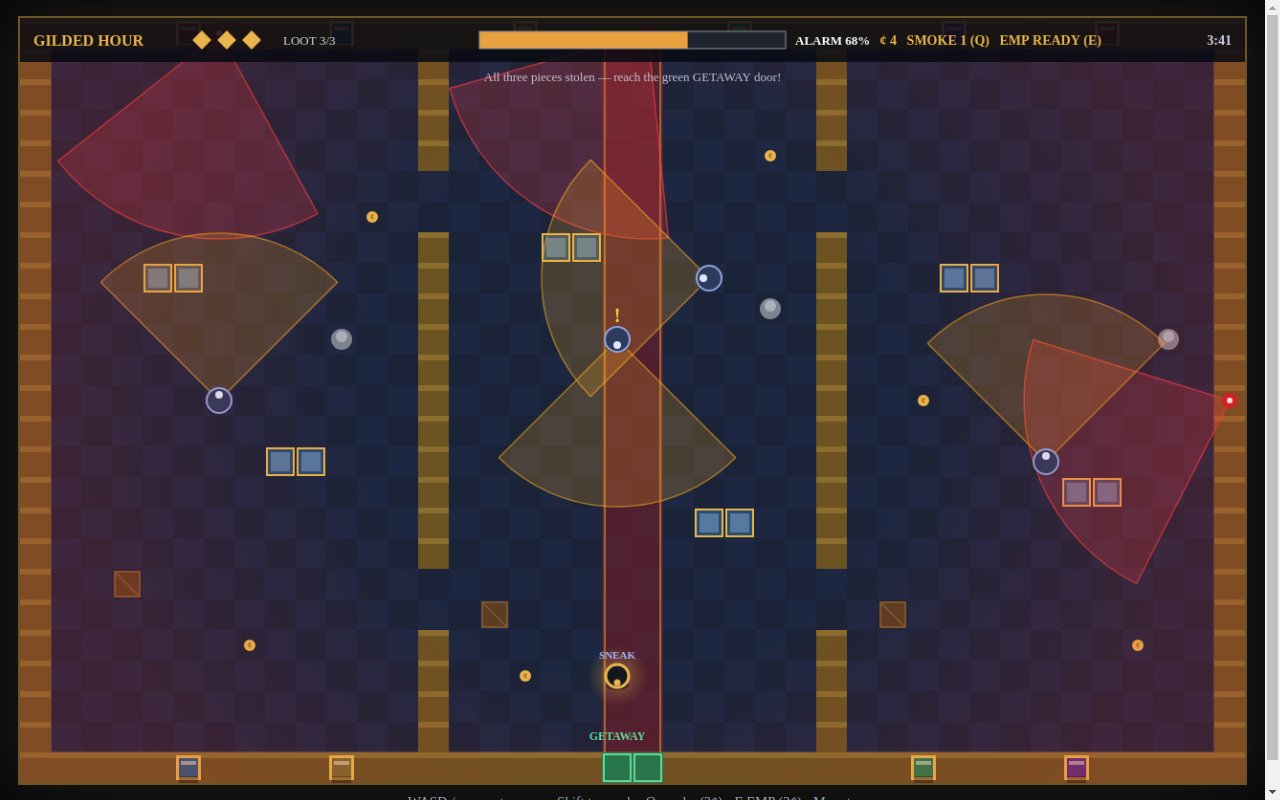 GILDED HOUR LOOT 3/3 ALARM 68% ¢ 4 SMOKE 1 (Q) EMP READY (E) 3:41
All three pieces stolen — reach the green GETAWAY door!
!
SNEAK
GETAWAY